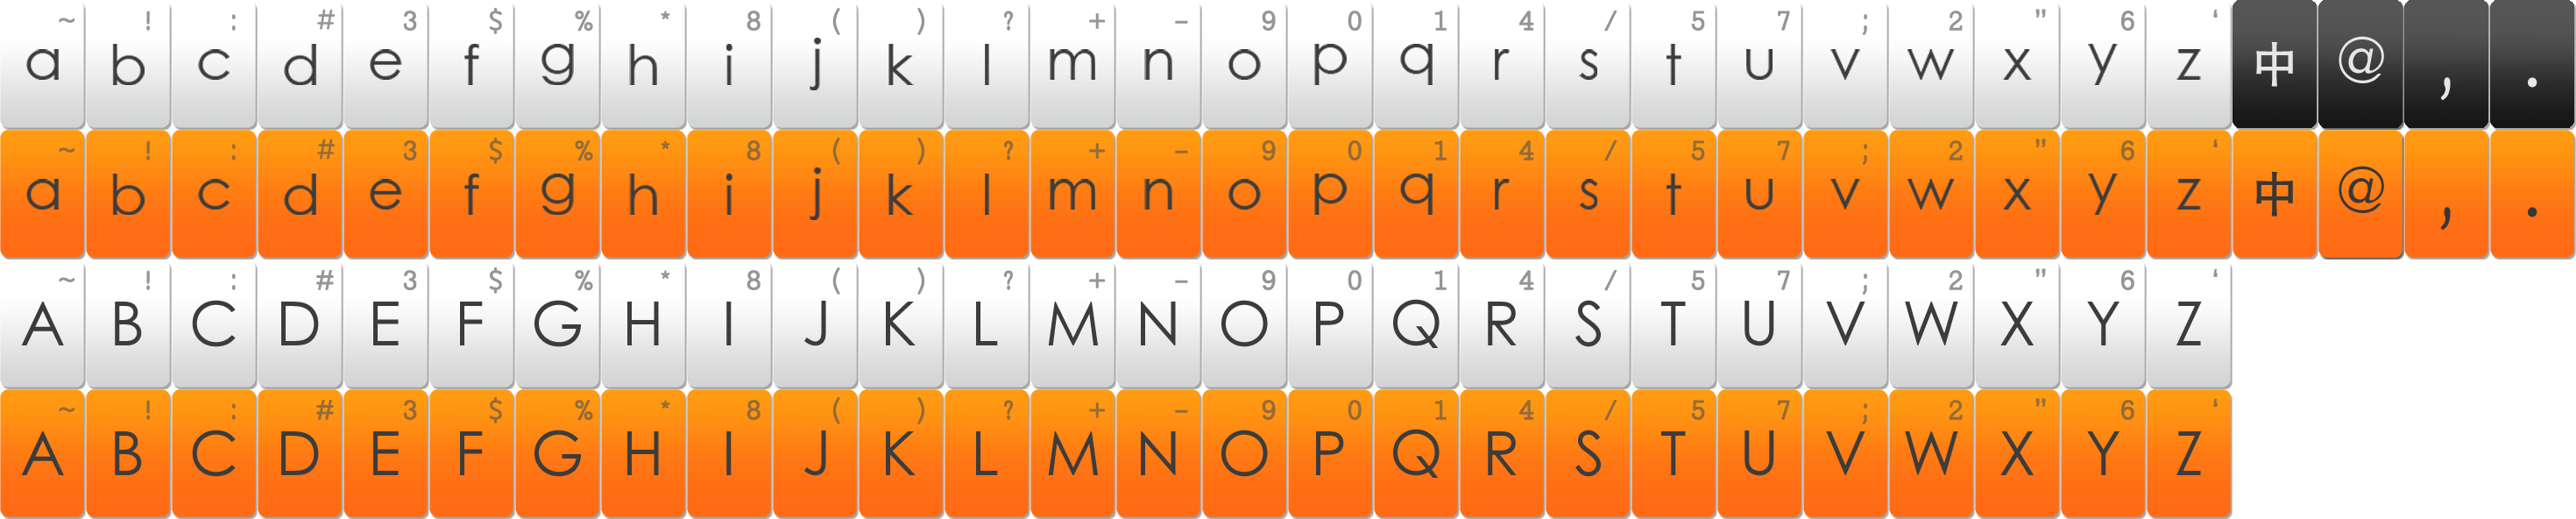 ~ ! : # 3 $ % * 8 ( ) ? + - 9 0 1 4 / 5 7 ; 2 " 6 ‘
a b c d e f g h i j k l m n o p q r s t u v w x y z 中 @ , .
~ ! : # 3 $ % * 8 ( ) ? + - 9 0 1 4 / 5 7 ; 2 " 6 ‘
a b c d e f g h i j k l m n o p q r s t u v w x y z 中 @ , .
~ ! : # 3 $ % * 8 ( ) ? + - 9 0 1 4 / 5 7 ; 2 " 6 ‘
A B C D E F G H I J K L M N O P Q R S T U V W X Y Z
~ ! : # 3 $ % * 8 ( ) ? + - 9 0 1 4 / 5 7 ; 2 " 6 ‘
A B C D E F G H I J K L M N O P Q R S T U V W X Y Z